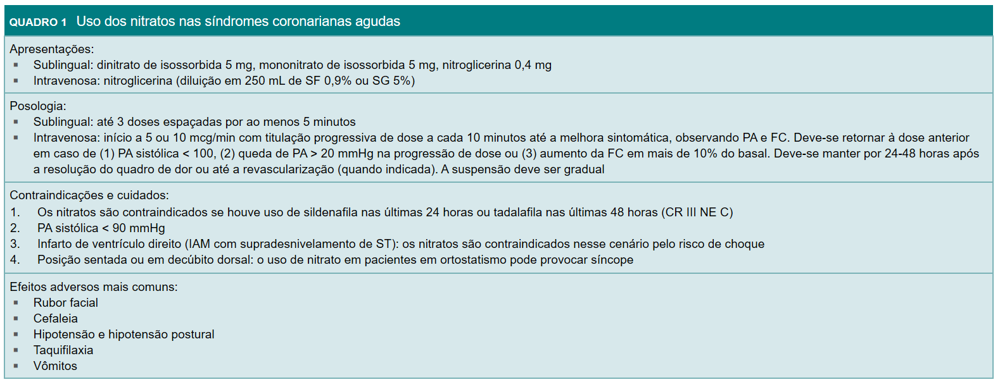 QUADRO 1 Uso dos nitratos nas síndromes coronarianas agudas
Apresentações:
▪ Sublingual: dinitrato de isossorbida 5 mg, mononitrato de isossorbida 5 mg, nitroglicerina 0,4 mg
▪ Intravenosa: nitroglicerina (diluição em 250 mL de SF 0,9% ou SG 5%)
Posologia:
▪ Sublingual: até 3 doses espaçadas por ao menos 5 minutos
▪ Intravenosa: início a 5 ou 10 mcg/min com titulação progressiva de dose a cada 10 minutos até a melhora sintomática, observando PA e FC. Deve-se retornar à dose anterior
em caso de (1) PA sistólica < 100, (2) queda de PA > 20 mmHg na progressão de dose ou (3) aumento da FC em mais de 10% do basal. Deve-se manter por 24-48 horas após
a resolução do quadro de dor ou até a revascularização (quando indicada). A suspensão deve ser gradual
Contraindicações e cuidados:
1. Os nitratos são contraindicados se houve uso de sildenafila nas últimas 24 horas ou tadalafila nas últimas 48 horas (CR III NE C)
2. PA sistólica < 90 mmHg
3. Infarto de ventrículo direito (IAM com supradesnivelamento de ST): os nitratos são contraindicados nesse cenário pelo risco de choque
4. Posição sentada ou em decúbito dorsal: o uso de nitrato em pacientes em ortostatismo pode provocar síncope
Efeitos adversos mais comuns:
▪ Rubor facial
▪ Cefaleia
▪ Hipotensão e hipotensão postural
▪ Taquifilaxia
▪ Vômitos